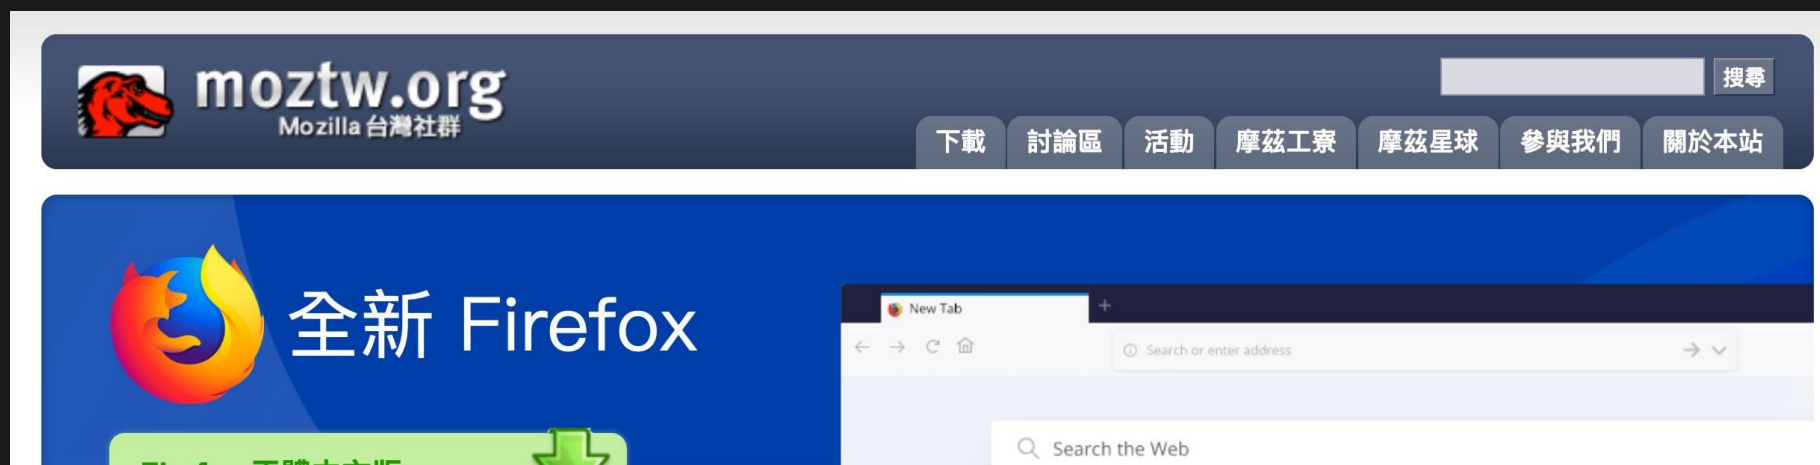 moztw.org
Mozilla 台灣社群
搜尋
下載 討論區 活動 摩茲工寮 摩茲星球 參與我們 關於本站
全新 Firefox
New Tab
Search or enter address
Search the Web